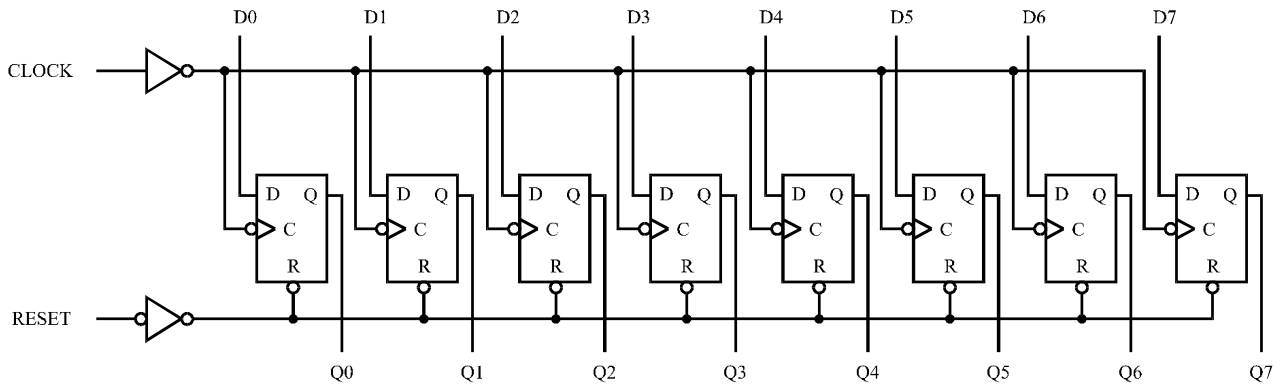 D0 D1 D2 D3 D4 D5 D6 D7
CLOCK
D Q D Q D Q D Q D Q D Q D Q D Q
C C C C C C C C
R R R R R R R R
RESET
Q0 Q1 Q2 Q3 Q4 Q5 Q6 Q7